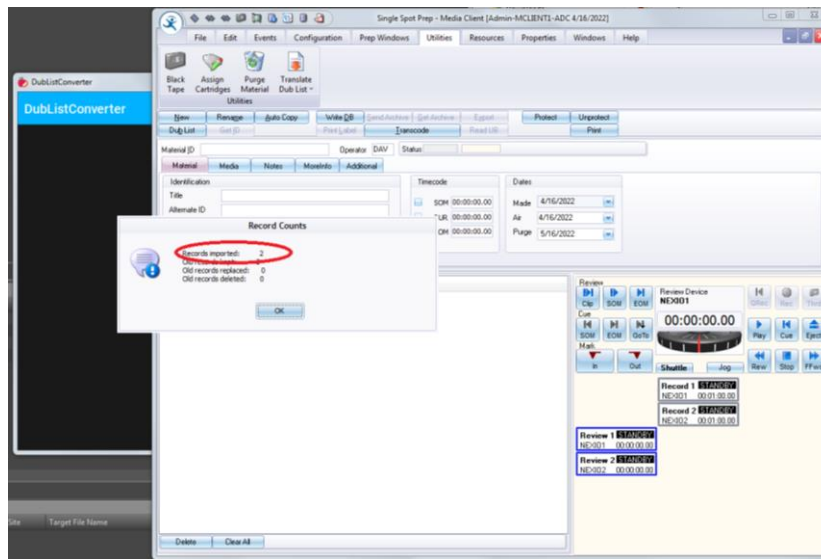 Single Spot Prep - Media Client [Admin-MCLIENT1-ADC 4/16/2022]
File Edit Events Configuration Prep Windows Utilities Resources Properties Windows Help
Black Tape
Assign Cartridges
Purge Material
Translate Dub List
Utilities
DubListConverter
DubListConverter
New Rename Auto Copy Write DB Send Archive Get Archive Export Protect Unprotect
Dub List Get ID Print Label Transcode Read UR Print
Material ID Operator DAV Status
Material Media Notes MoreInfo Additional
Identification Timecode Dates
Title SOM 00:00:00.00 Made 4/16/2022
Alternate ID 00:00:00.00 Air 4/16/2022
00:00:00.00 Purge 5/16/2022
Record Counts
Records imported: 2
Old records replaced: 0
Old records deleted: 0
OK
Review
Clip SOM EOM
Cue
SOM EOM GoTo
Mark
In Out
Review Device
NEXIO1
00:00:00.00
Shuttle Jog
QRec Rec
Play Cue Eject
Rew Stop FFwd
Record 1 STANDBY
NEXIO1 00:01:00.00
Record 2 STANDBY
NEXIO2 00:01:00.00
Review 1 STANDBY
NEXIO1 00:00:00.00
Review 2 STANDBY
NEXIO2 00:00:00.00
Site Target File Name
Delete Clear All